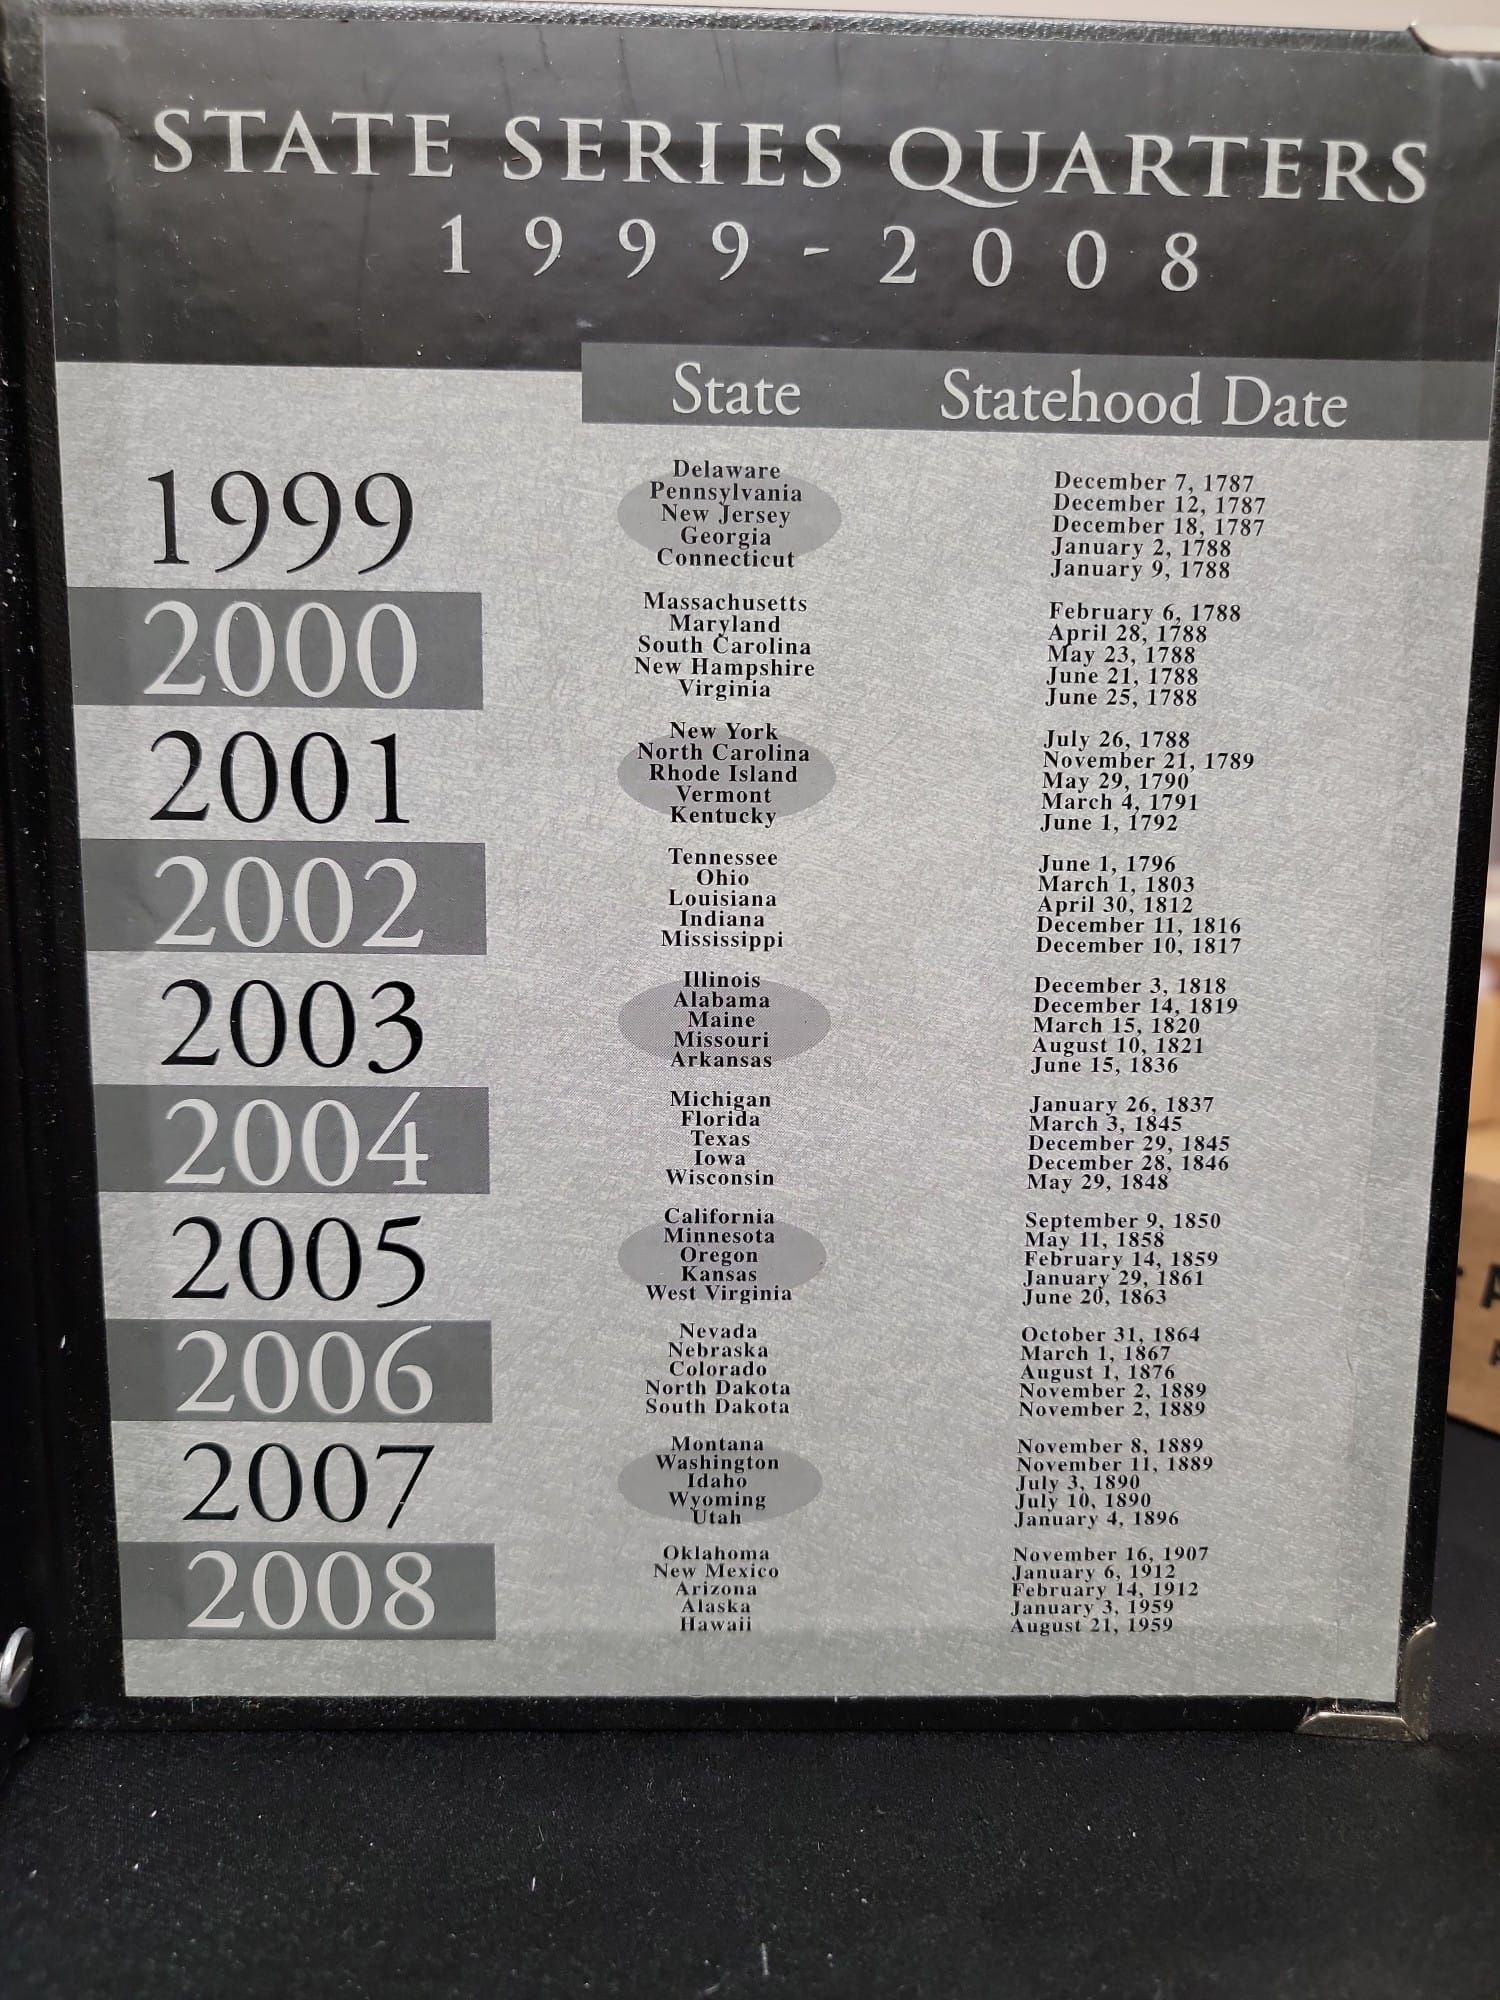 STATE SERIES QUARTERS
1999-2008
State Statehood Date
1999
Delaware December 7, 1787
Pennsylvania December 12, 1787
New Jersey December 18, 1787
Georgia January 2, 1788
Connecticut January 9, 1788
2000
Massachusetts February 6, 1788
Maryland April 28, 1788
South Carolina May 23, 1788
New Hampshire June 21, 1788
Virginia June 25, 1788
2001
New York July 26, 1788
North Carolina November 21, 1789
Rhode Island May 29, 1790
Vermont March 4, 1791
Kentucky June 1, 1792
2002
Tennessee June 1, 1796
Ohio March 1, 1803
Louisiana April 30, 1812
Indiana December 11, 1816
Mississippi December 10, 1817
2003
Illinois December 3, 1818
Alabama December 14, 1819
Maine March 15, 1820
Missouri August 10, 1821
Arkansas June 15, 1836
2004
Michigan January 26, 1837
Florida March 3, 1845
Texas December 29, 1845
Iowa December 28, 1846
Wisconsin May 29, 1848
2005
California September 9, 1850
Minnesota May 11, 1858
Oregon February 14, 1859
Kansas January 29, 1861
West Virginia June 20, 1863
2006
Nevada October 31, 1864
Nebraska March 1, 1867
Colorado August 1, 1876
North Dakota November 2, 1889
South Dakota November 2, 1889
2007
Montana November 8, 1889
Washington November 11, 1889
Idaho July 3, 1890
Wyoming July 10, 1890
Utah January 4, 1896
2008
Oklahoma November 16, 1907
New Mexico January 6, 1912
Arizona February 14, 1912
Alaska January 3, 1959
Hawaii August 21, 1959